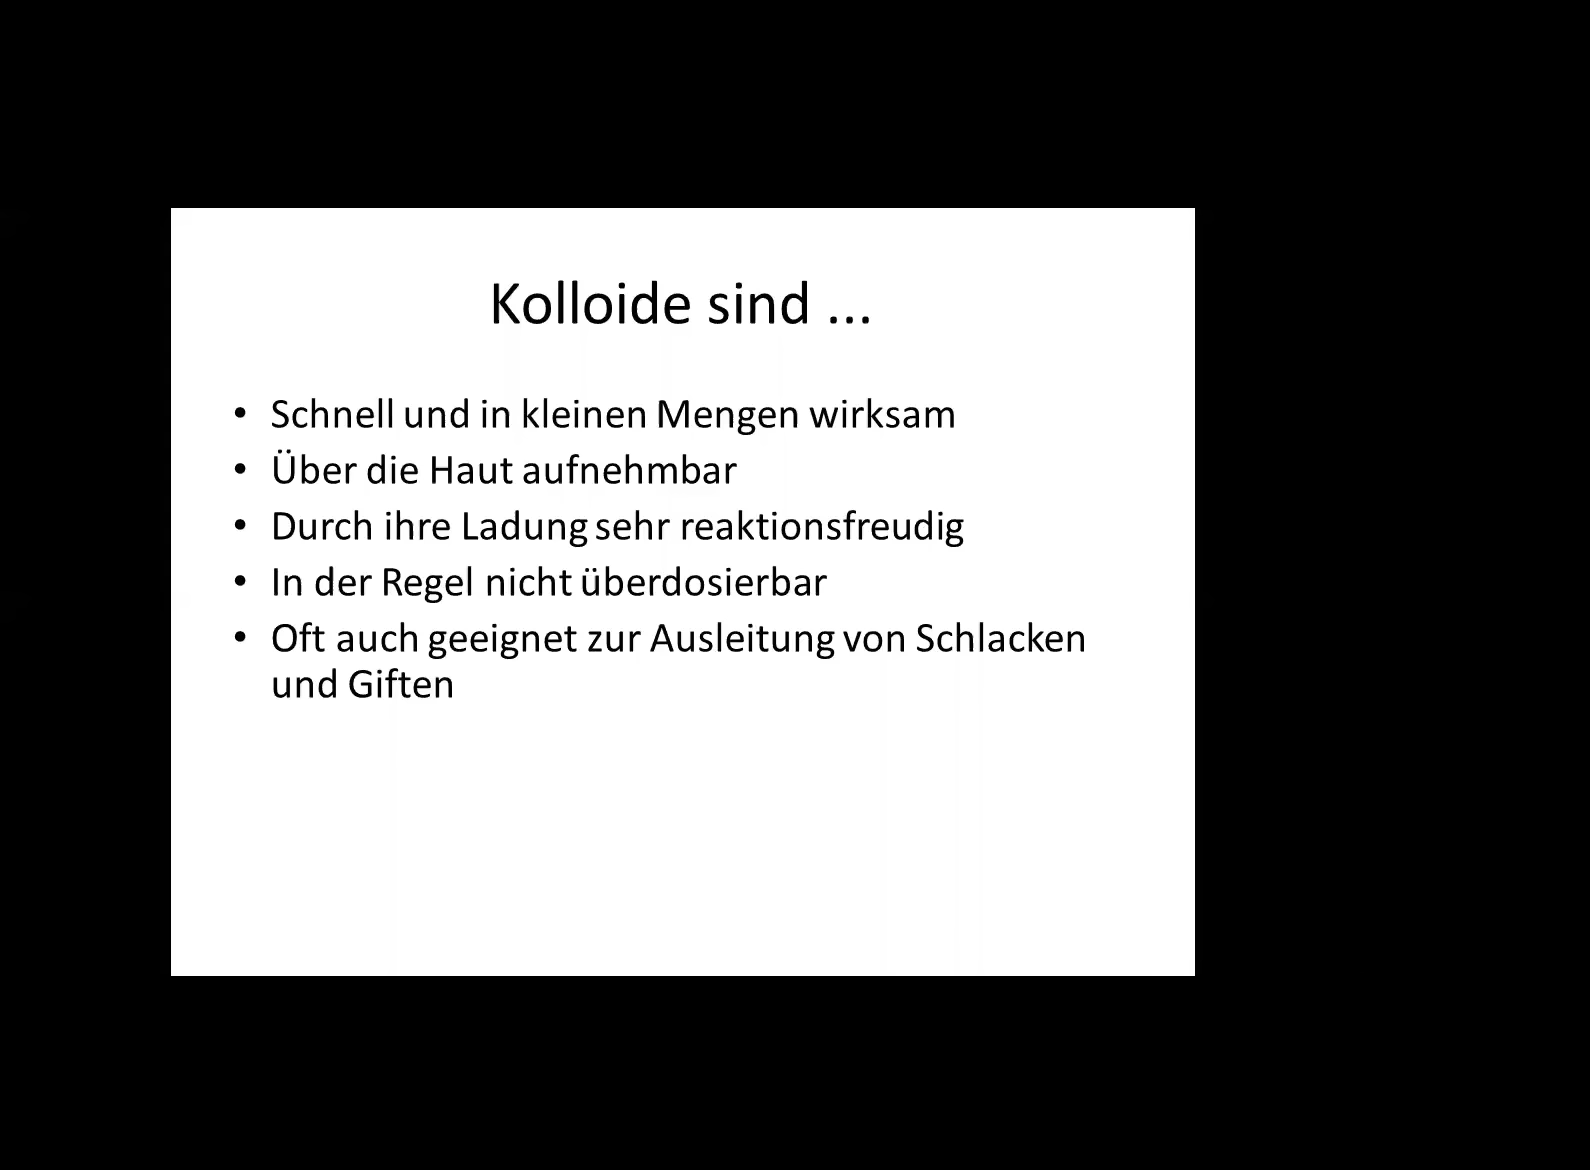 Kolloide sind ...
• Schnell und in kleinen Mengen wirksam
• Über die Haut aufnehmbar
• Durch ihre Ladung sehr reaktionsfreudig
• In der Regel nicht überdosierbar
• Oft auch geeignet zur Ausleitung von Schlacken
und Giften